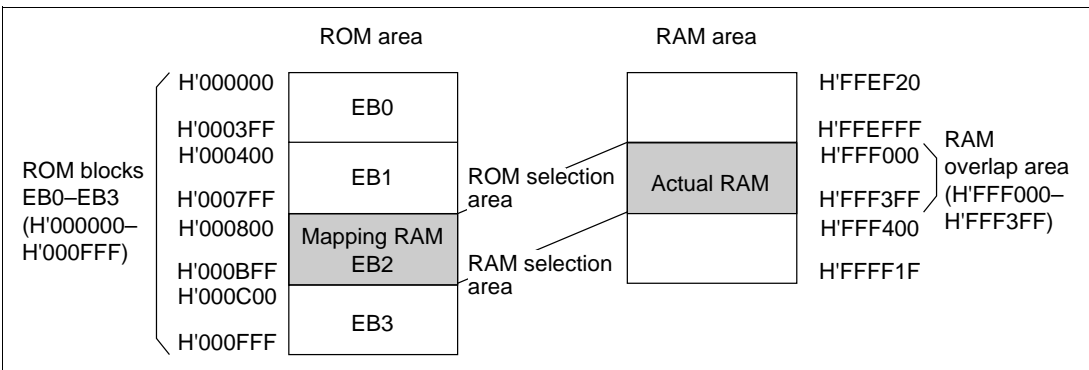 ROM area
RAM area
ROM blocks
EB0–EB3
(H'000000–
H'000FFF)
H'000000
H'0003FF
H'000400
H'0007FF
H'000800
H'000BFF
H'000C00
H'000FFF
EB0
EB1
Mapping RAM
EB2
EB3
ROM selection
area
RAM selection
area
Actual RAM
H'FFEF20
H'FFEFFF
H'FFF000
H'FFF3FF
H'FFF400
H'FFFF1F
RAM
overlap area
(H'FFF000–
H'FFF3FF)